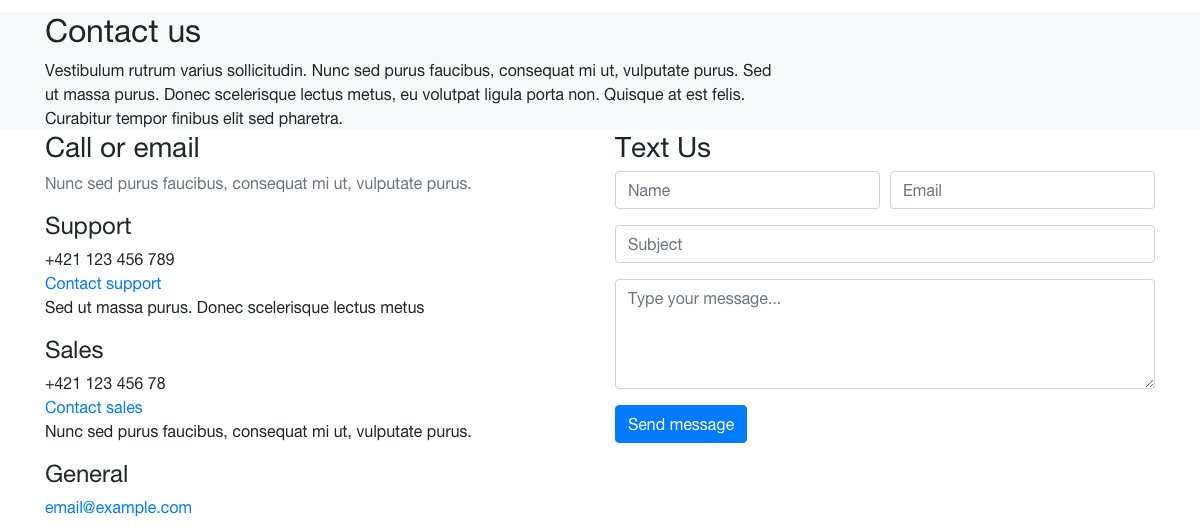 Contact us
Vestibulum rutrum varius sollicitudin. Nunc sed purus faucibus, consequat mi ut, vulputate purus. Sed
ut massa purus. Donec scelerisque lectus metus, eu volutpat ligula porta non. Quisque at est felis.
Curabitur tempor finibus elit sed pharetra.
Call or email
Nunc sed purus faucibus, consequat mi ut, vulputate purus.
Support
+421 123 456 789
Contact support
Sed ut massa purus. Donec scelerisque lectus metus
Sales
+421 123 456 78
Contact sales
Nunc sed purus faucibus, consequat mi ut, vulputate purus.
General
email@example.com
Text Us
Name
Email
Subject
Type your message...
Send message